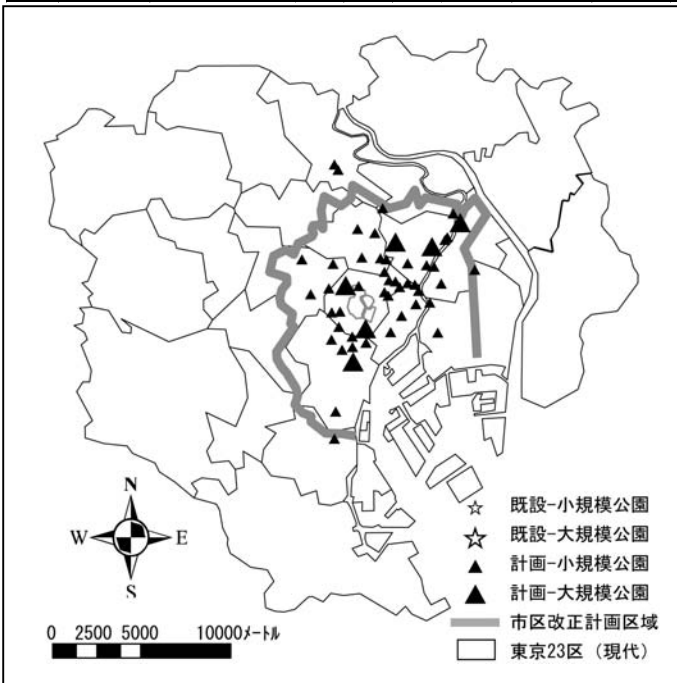 N
W E
S
0 2500 5000 10000メートル
既設-小規模公園
既設-大規模公園
計画-小規模公園
計画-大規模公園
市区改正計画区域
東京23区（現代）